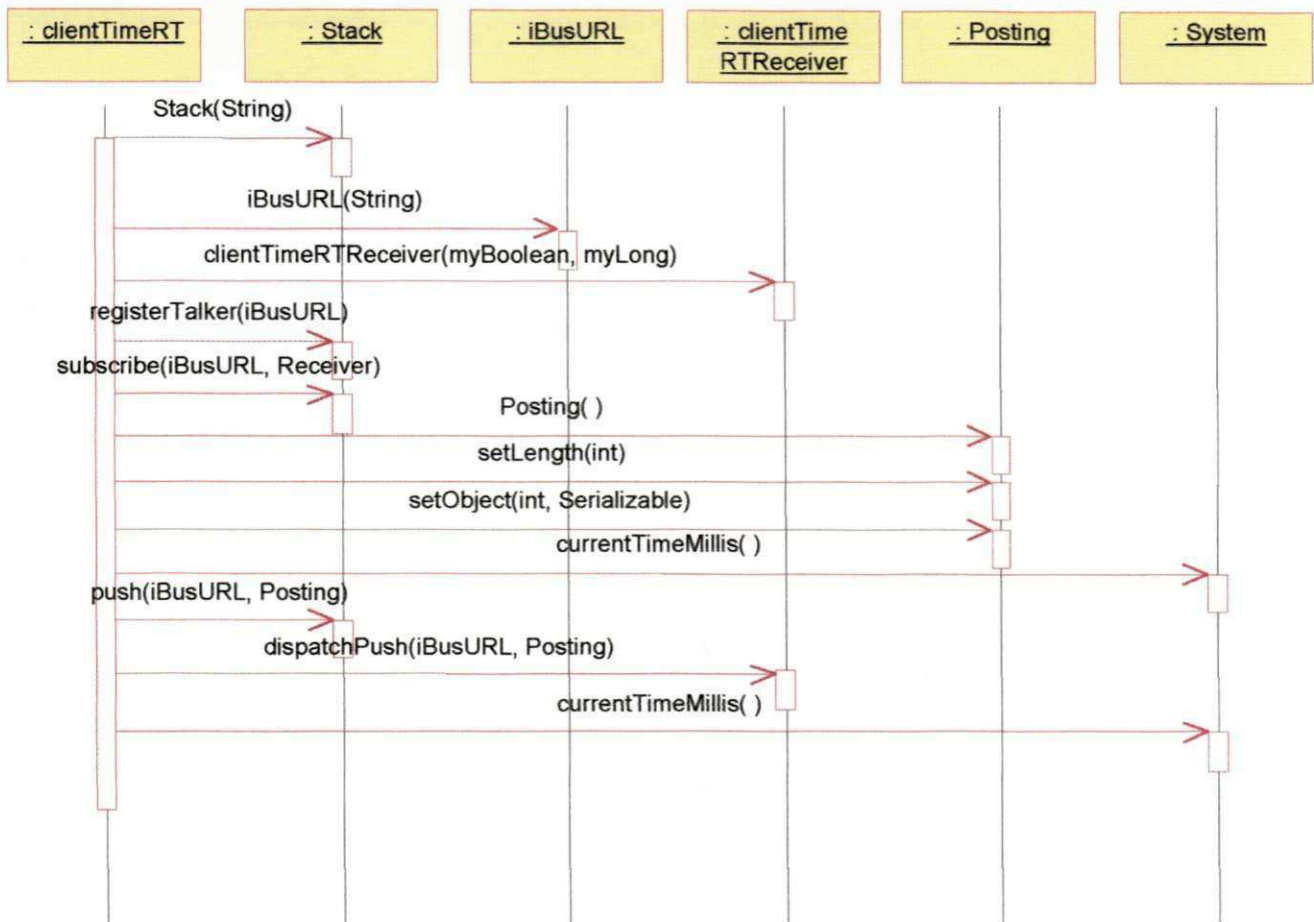 : clientTimeRT
: Stack
: iBusURL
: clientTime
RTReceiver
: Posting
: System
Stack(String)
iBusURL(String)
clientTimeRTReceiver(myBoolean, myLong)
registerTalker(iBusURL)
subscribe(iBusURL, Receiver)
Posting( )
setLength(int)
setObject(int, Serializable)
currentTimeMillis( )
push(iBusURL, Posting)
dispatchPush(iBusURL, Posting)
currentTimeMillis( )